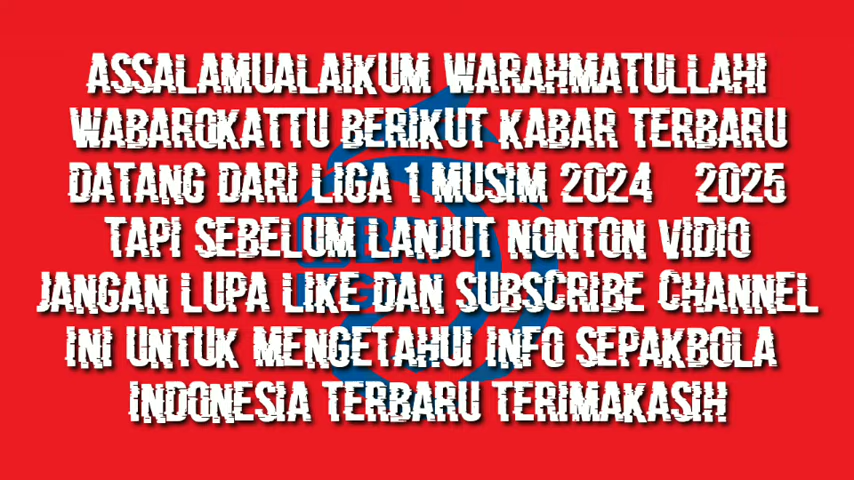 ASSALAMUALAIKUM WARAHMATULLAHI
WABAROKATTU BERIKUT KABAR TERBARU
DATANG DARI LIGA 1 MUSIM 2024 2025
TAPI SEBELUM LANJUT NONTON VIDIO
JANGAN LUPA LIKE DAN SUBSCRIBE CHANNEL
INI UNTUK MENGETAHUI INFO SEPAKBOLA
INDONESIA TERBARU TERIMAKASIH